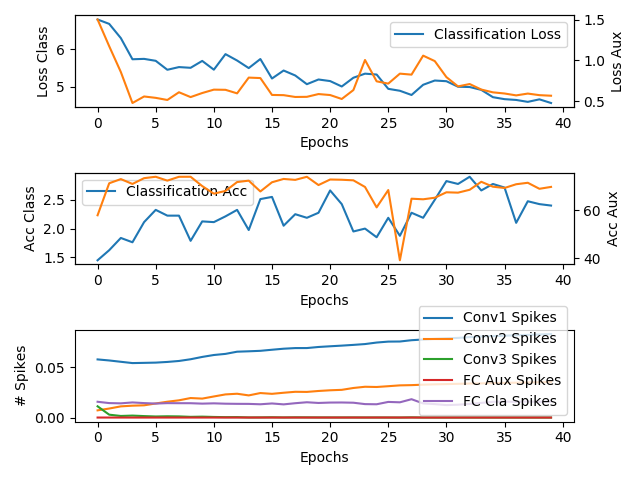 Classification Loss
Loss Class
6
5
1.5
1.0
0.5
Loss Aux
0 5 10 15 20 25 30 35 40
Epochs
Classification Acc
Acc Class
2.5
2.0
1.5
60
40
Acc Aux
0 5 10 15 20 25 30 35 40
Epochs
Conv1 Spikes
Conv2 Spikes
Conv3 Spikes
FC Aux Spikes
FC Cla Spikes
# Spikes
0.05
0.00
0 5 10 15 20 25 30 35 40
Epochs